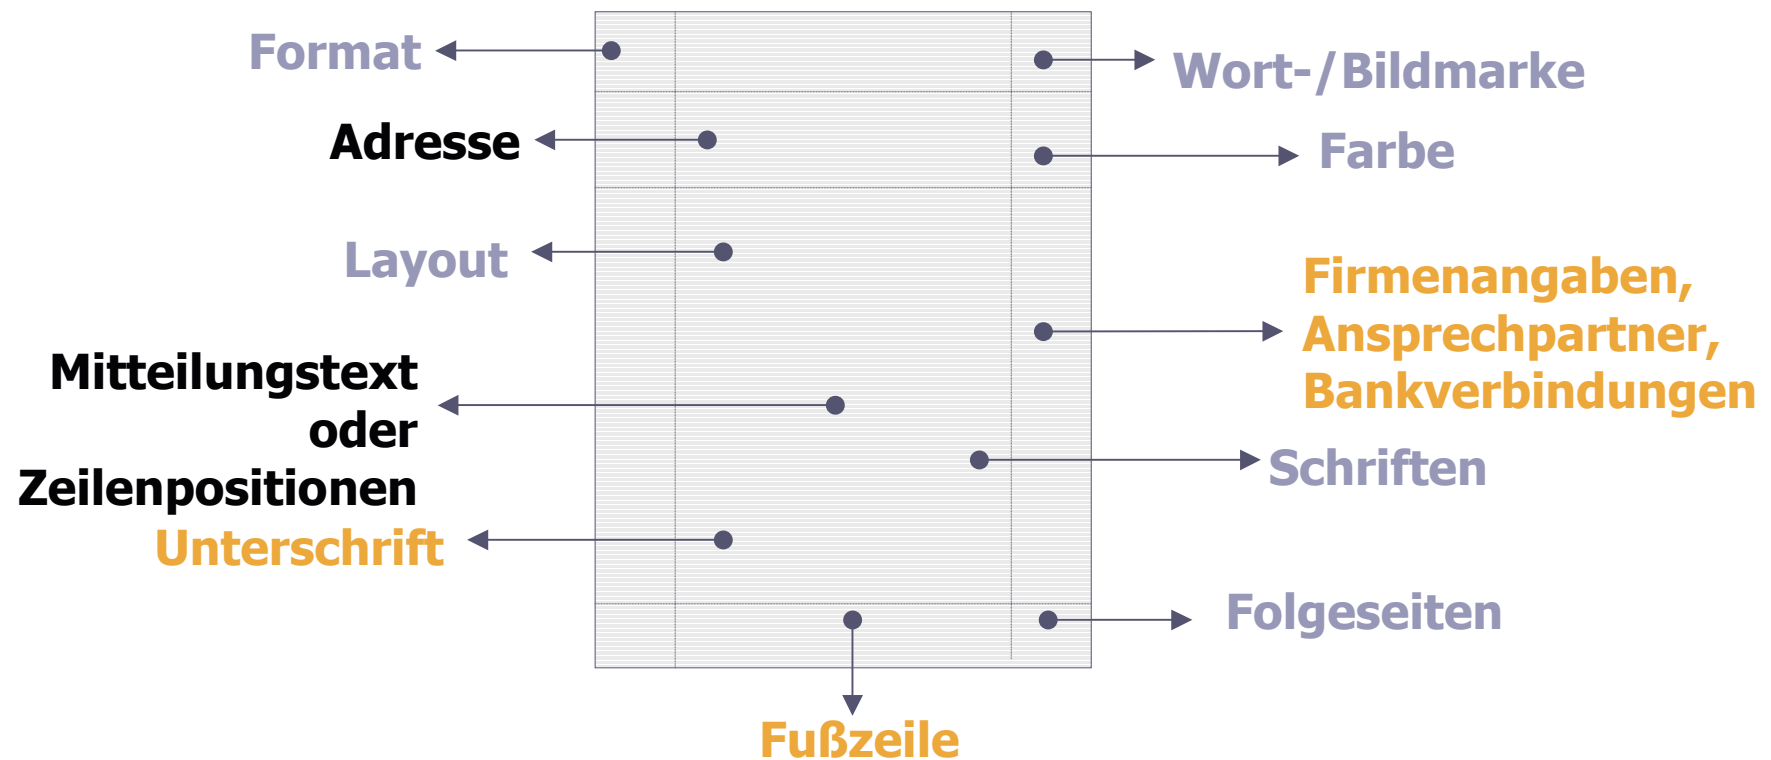 Format
Wort-/Bildmarke
Adresse
Farbe
Layout
Firmenangaben,
Ansprechpartner,
Bankverbindungen
Mitteilungstext
oder
Zeilenpositionen
Schriften
Unterschrift
Folgeseiten
Fußzeile